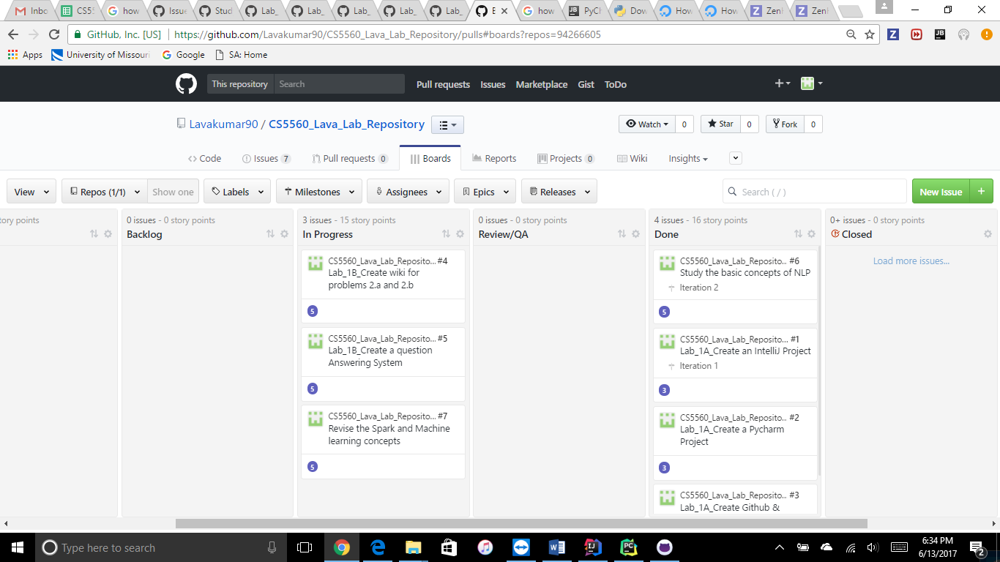 Inbo
CS55
how
Issue
Stud
Lab_
Lab_
Lab_
Lab_
Lab_
how
PyCh
Dow
How
How
Zen
Zen
GitHub, Inc. [US]
https://github.com/Lavakumar90/CS5560_Lava_Lab_Repository/pulls#boards?repos=94266605
Apps
University of Missour
Google
SA: Home
This repository
Search
Pull requests
Issues
Marketplace
Gist
ToDo
Lavakumar90 / CS5560_Lava_Lab_Repository
Watch
0
Star
0
Fork
0
Code
Issues 7
Pull requests 0
Boards
Reports
Projects 0
Wiki
Insights
View
Repos (1/1)
Show one
Labels
Milestones
Assignees
Epics
Releases
Search ( / )
New Issue
+
tory points
0 issues - 0 story points
Backlog
3 issues - 15 story points
In Progress
CS5560_Lava_Lab_Reposito... #4
Lab_1B_Create wiki for
problems 2.a and 2.b
5
CS5560_Lava_Lab_Reposito... #5
Lab_1B_Create a question
Answering System
5
CS5560_Lava_Lab_Reposito... #7
Revise the Spark and Machine
learning concepts
5
0 issues - 0 story points
Review/QA
4 issues - 16 story points
Done
CS5560_Lava_Lab_Reposito... #6
Study the basic concepts of NLP
Iteration 2
5
CS5560_Lava_Lab_Reposito... #1
Lab_1A_Create an IntelliJ Project
Iteration 1
3
CS5560_Lava_Lab_Reposito... #2
Lab_1A_Create a Pycharm
Project
3
CS5560_Lava_Lab_Reposito... #3
Lab_1A_Create Github &
0+ issues - 0 story points
Closed
Load more issues...
Type here to search
6:34 PM
6/13/2017
2